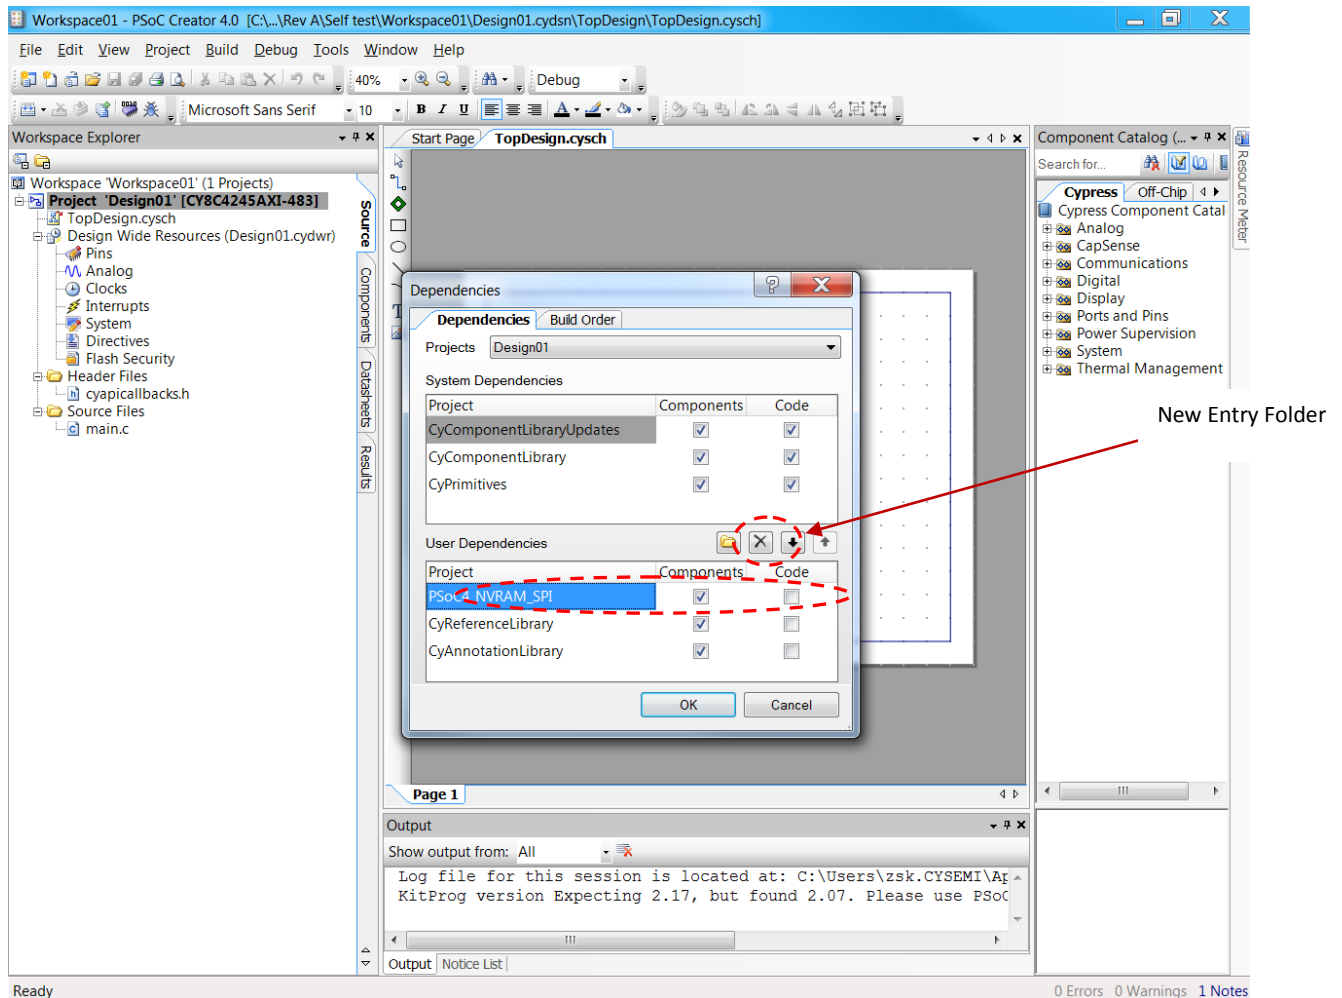 Workspace01 - PSoC Creator 4.0 [C:\...\Rev A\Self test\Workspace01\Design01.cydsn\TopDesign\TopDesign.cysch]
File Edit View Project Build Debug Tools Window Help
40% Debug
Microsoft Sans Serif 10 B I U A
Workspace Explorer
Workspace 'Workspace01' (1 Projects)
Project 'Design01' [CY8C4245AXI-483]
TopDesign.cysch
Design Wide Resources (Design01.cydwr)
Pins
Analog
Clocks
Interrupts
System
Directives
Flash Security
Header Files
cyapicallbacks.h
Source Files
main.c
Source
Components
Datasheets
Results
Start Page TopDesign.cysch
Dependencies
Dependencies Build Order
Projects Design01
System Dependencies
Project Components Code
CyComponentLibraryUpdates
CyComponentLibrary
CyPrimitives
User Dependencies
Project Components Code
PSoC4_NVRAM_SPI
CyReferenceLibrary
CyAnnotationLibrary
OK Cancel
Page 1
Output
Show output from: All
Log file for this session is located at: C:\Users\zsk.CYSEMI\Ap
KitProg version Expecting 2.17, but found 2.07. Please use PSoC
Output Notice List
Component Catalog (...
Search for...
Cypress Off-Chip
Cypress Component Catal
Analog
CapSense
Communications
Digital
Display
Ports and Pins
Power Supervision
System
Thermal Management
Resource Meter
New Entry Folder
Ready
0 Errors 0 Warnings 1 Notes